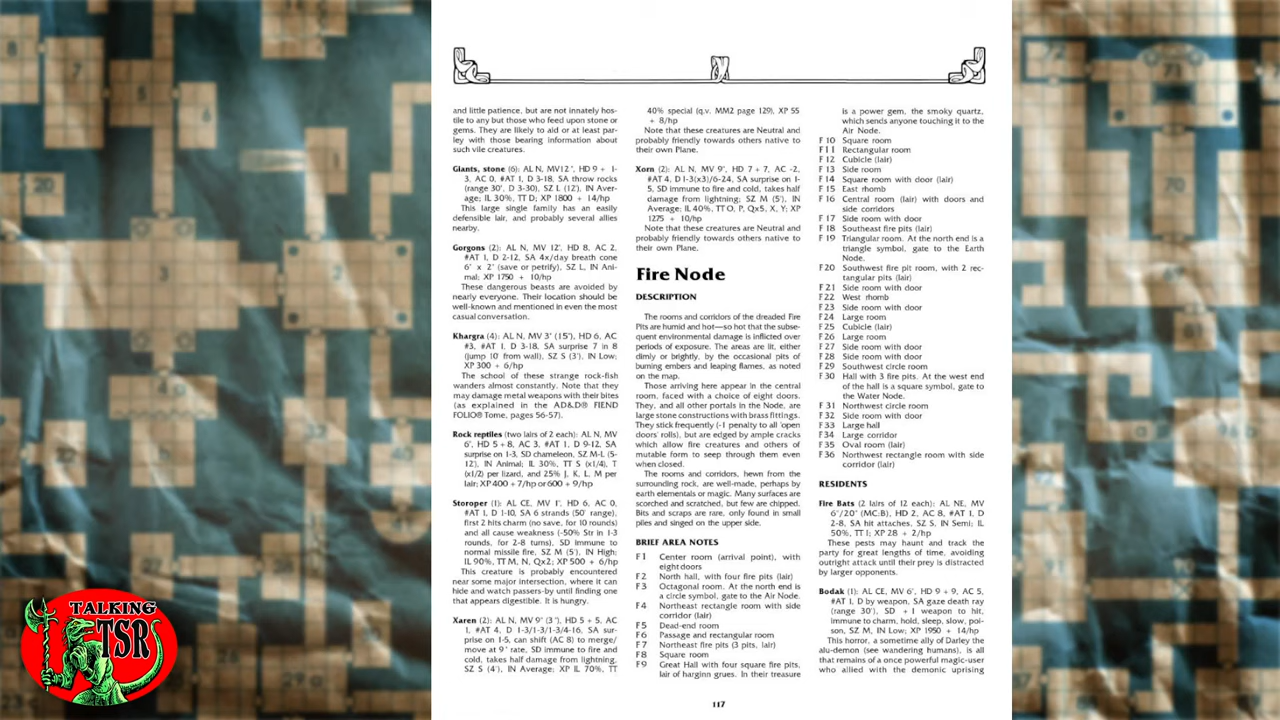 and little patience, but are not innately hos-
tile to any but those who feed upon stone or
gems. They are likely to aid or at least par-
ley with those bearing information about
such vile creatures.
Giants, stone (6): AL N, MV12", HD 9 + 1-
3, AC 0, #AT 1, D 3-18, SA throw rocks
(range 30', D 3-30), SZ L (12'), IN Aver-
age; IL 30%, TT D; XP 1800 + 14/hp
This large single family has an easily
defensible lair, and probably several allies
nearby.
Gorgons (2): AL N, MV 12", HD 8, AC 2,
#AT 1, D 2-12, SA 4x/day breath cone
6" x 2" (save or petrify), SZ L, IN Ani-
mal; XP 1750 + 10/hp
These dangerous beasts are avoided by
nearly everyone. Their location should be
well-known and mentioned in even the most
casual conversation.
Khargra (4): AL N, MV 3" (15"), HD 6, AC
#3, #AT 1, D 3-18, SA surprise 7 in 8
(jump 10' from wall), SZ S (3'), IN Low;
XP 300 + 6/hp
The school of these strange rock-fish
wanders almost constantly. Note that they
may damage metal weapons with their bites
(as explained in the AD&D® FIEND
FOLIO® Tome, pages 56-57).
Rock reptiles (two lairs of 2 each): AL N, MV
6", HD 5 + 8, AC 3, #AT 1, D 9-12, SA
surprise on 1-3, SD chameleon, SZ M-L (5-
12'), IN Animal; IL 30%, TT S (x1/4), T
(x1/2) per lizard, and 25% J, K, L, M per
lair; XP 400 + 7/hp or 600 + 9/hp
Storoper (1): AL CE, MV 1", HD 6, AC 0,
#AT 1, D 1-10, SA 6 strands (50' range),
first 2 hits charm (no save, for 10 rounds)
and all cause weakness (-50% Str in 1-3
rounds, for 2-8 turns), SD immune to
normal missile fire, SZ M (5'), IN High;
IL 90%, TT M, N, Qx2; XP 500 + 6/hp
This creature is probably encountered
near some major intersection, where it can
hide and watch passers-by until finding one
that appears digestible. It is hungry.
Xaren (2): AL N, MV 9" (3"), HD 5 + 5, AC
1, #AT 4, D 1-3/1-3/1-3/4-16, SA sur-
prise on 1-5, can shift (AC 8) to merge/
move at 9" rate, SD immune to fire and
cold, takes half damage from lightning,
SZ S (4'), IN Average; XP IL 70%, TT
40% special (q.v. MM2 page 129), XP 55
+ 8/hp
Note that these creatures are Neutral and
probably friendly towards others native to
their own Plane.
Xorn (2): AL N, MV 9", HD 7 + 7, AC -2,
#AT 4, D 1-3(x3)/6-24, SA surprise on 1-
5, SD immune to fire and cold, takes half
damage from lightning; SZ M (5'), IN
Average; IL 40%, TT O, P, Qx5, X, Y; XP
1275 + 10/hp
Note that these creatures are Neutral and
probably friendly towards others native to
their own Plane.
Fire Node
DESCRIPTION
The rooms and corridors of the dreaded Fire
Pits are humid and hot—so hot that the subse-
quent environmental damage is inflicted over
periods of exposure. The areas are lit, either
dimly or brightly, by the occasional pits of
burning embers and leaping flames, as noted
on the map.
Those arriving here appear in the central
room, faced with a choice of eight doors.
They, and all other portals in the Node, are
large stone constructions with brass fittings.
They stick frequently (-1 penalty to all 'open
doors' rolls), but are edged by ample cracks
which allow fire creatures and others of
mutable form to seep through them even
when closed.
The rooms and corridors, hewn from the
surrounding rock, are well-made, perhaps by
earth elementals or magic. Many surfaces are
scorched and scratched, but few are chipped.
Bits and scraps are rare, only found in small
piles and singed on the upper side.
BRIEF AREA NOTES
F1 Center room (arrival point), with
eight doors
F2 North hall, with four fire pits (lair)
F3 Octagonal room. At the north end is
a circle symbol, gate to the Air Node.
F4 Northeast rectangle room with side
corridor (lair)
F5 Dead-end room
F6 Passage and rectangular room
F7 Northeast fire pits (3 pits, lair)
F8 Square room
F9 Great Hall with four square fire pits,
lair of harginn grues. In their treasure
is a power gem, the smoky quartz,
which sends anyone touching it to the
Air Node.
F 10 Square room
F11 Rectangular room
F 12 Cubicle (lair)
F 13 Side room
F 14 Square room with door (lair)
F 15 East rhomb
F 16 Central room (lair) with doors and
side corridors
F 17 Side room with door
F 18 Southeast fire pits (lair)
F 19 Triangular room. At the north end is a
triangle symbol, gate to the Earth
Node.
F20 Southwest fire pit room, with 2 rec-
tangular pits (lair)
F21 Side room with door
F22 West rhomb
F 23 Side room with door
F24 Large room
F25 Cubicle (lair)
F 26 Large room
F 27 Side room with door
F 28 Side room with door
F29 Southwest circle room
F 30 Hall with 3 fire pits. At the west end
of the hall is a square symbol, gate to
the Water Node.
F 31 Northwest circle room
F 32 Side room with door
F 33 Large hall
F34 Large corridor
F 35 Oval room (lair)
F 36 Northwest rectangle room with side
corridor (lair)
RESIDENTS
Fire Bats (2 lairs of 12 each): AL NE, MV
6"/20" (MC:B), HD 2, AC 8, #AT 1, D
2-8, SA hit attaches, SZ S, IN Semi; IL
50%, TT I; XP 28 + 2/hp
These pests may haunt and track the
party for great lengths of time, avoiding
outright attack until their prey is distracted
by larger opponents.
Bodak (1): AL CE, MV 6", HD 9 + 9, AC 5,
#AT 1, D by weapon, SA gaze death ray
(range 30'), SD +1 weapon to hit,
immune to charm, hold, sleep, slow, poi-
son, SZ M, IN Low; XP 1950 + 14/hp
This horror, a sometime ally of Darley the
alu-demon (see wandering humans), is all
that remains of a once powerful magic-user
who allied with the demonic uprising
117
TALKING
TSR